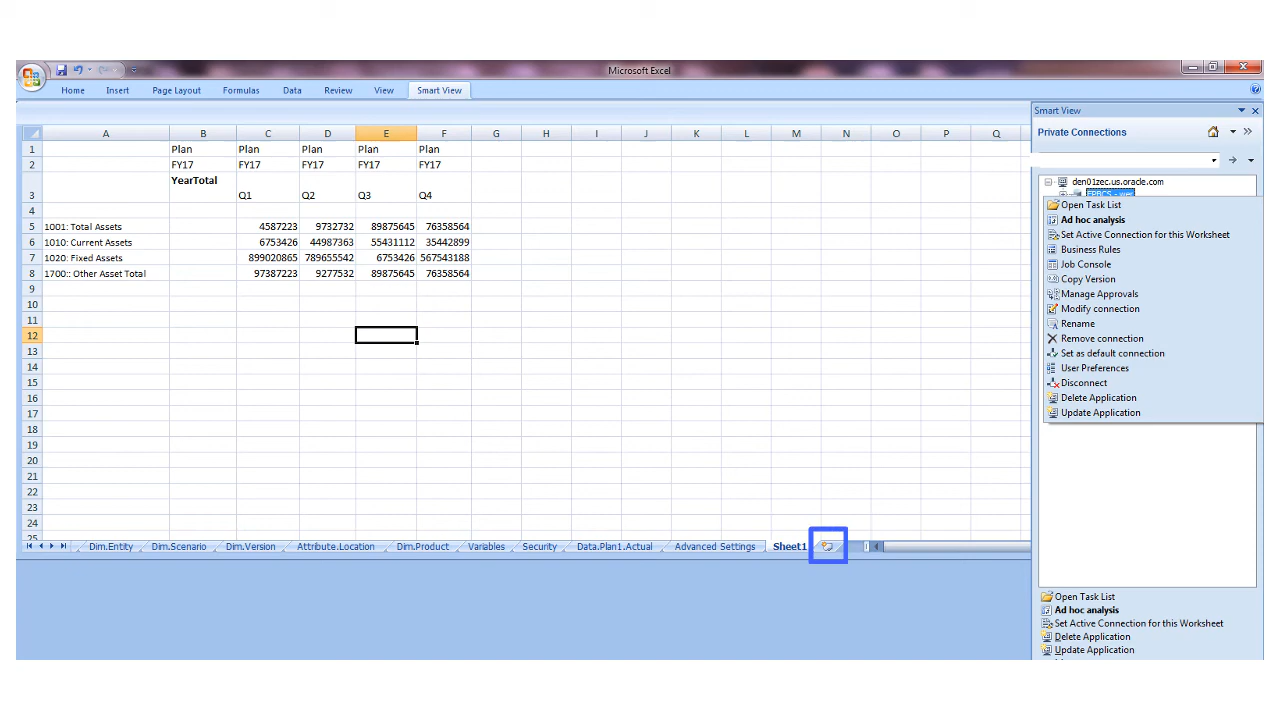 Microsoft Excel
Home Insert Page Layout Formulas Data Review View Smart View
Smart View
Private Connections
A B C D E F G H I J K L M N O P Q
1 Plan Plan Plan Plan Plan
2 FY17 FY17 FY17 FY17 FY17
3 YearTotal Q1 Q2 Q3 Q4
4
5 1001: Total Assets 4587223 9732732 89875645 76358564
6 1010: Current Assets 6753426 44987363 55431112 35442899
7 1020: Fixed Assets 899020865 789655542 6753426 567543188
8 1700:: Other Asset Total 97387223 9277532 89875645 76358564
9
10
11
12
13
14
15
16
17
18
19
20
21
22
23
24
25
Dim.Entity Dim.Scenario Dim.Version Attribute.Location Dim.Product Variables Security Data.Plan1.Actual Advanced Settings Sheet1
den01zec.us.oracle.com
Open Task List
Ad hoc analysis
Set Active Connection for this Worksheet
Business Rules
Job Console
Copy Version
Manage Approvals
Modify connection
Rename
Remove connection
Set as default connection
User Preferences
Disconnect
Delete Application
Update Application
Open Task List
Ad hoc analysis
Set Active Connection for this Worksheet
Delete Application
Update Application